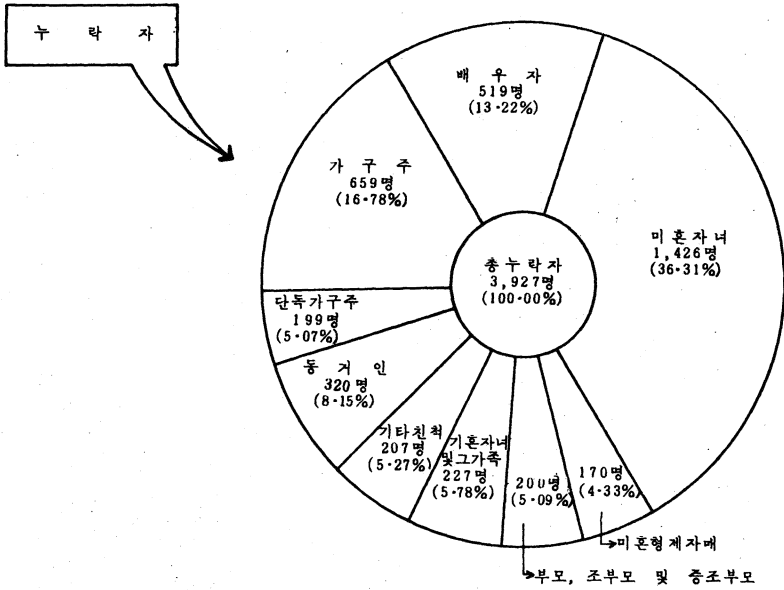 누 락 자
배 우 자
519명
(13·22%)
가 구 주
659명
(16·78%)
미혼자녀
1,426명
(36·31%)
총누락자
3,927명
(100·00%)
단독가구주
199명
(5·07%)
동 거 인
320명
(8·15%)
기타친척
207명
(5·27%)
기혼자녀
및그가족
227명
(5·78%)
200명
(5·09%)
170명
(4·33%)
미혼형제자매
부모, 조부모 및 증조부모